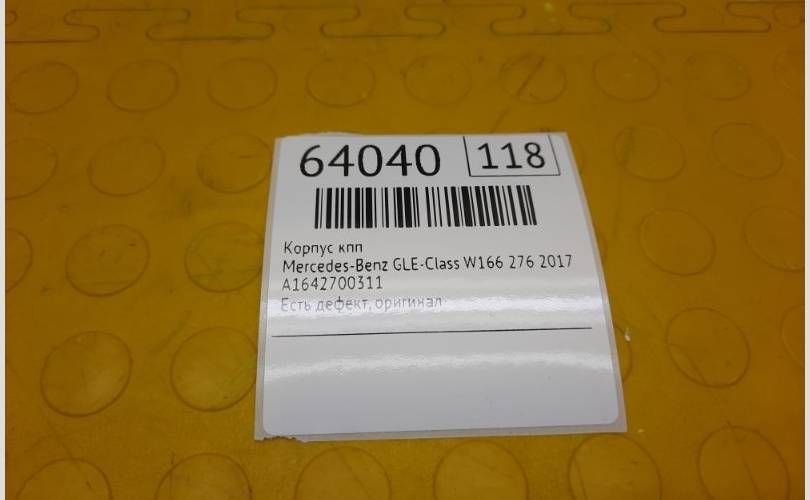 64040 118
Корпус кпп
Mercedes-Benz GLE-Class W166 276 2017
A1642700311
Есть дефект, оригинал